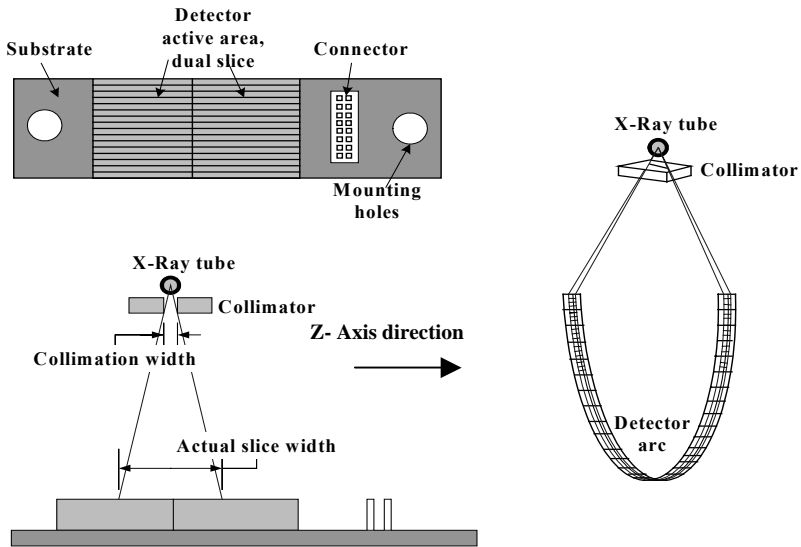 Detector
active area,
dual slice
Substrate
Connector
Mounting
holes
X-Ray tube
Collimator
Collimation width
Z- Axis direction
Actual slice width
X-Ray tube
Collimator
Detector
arc